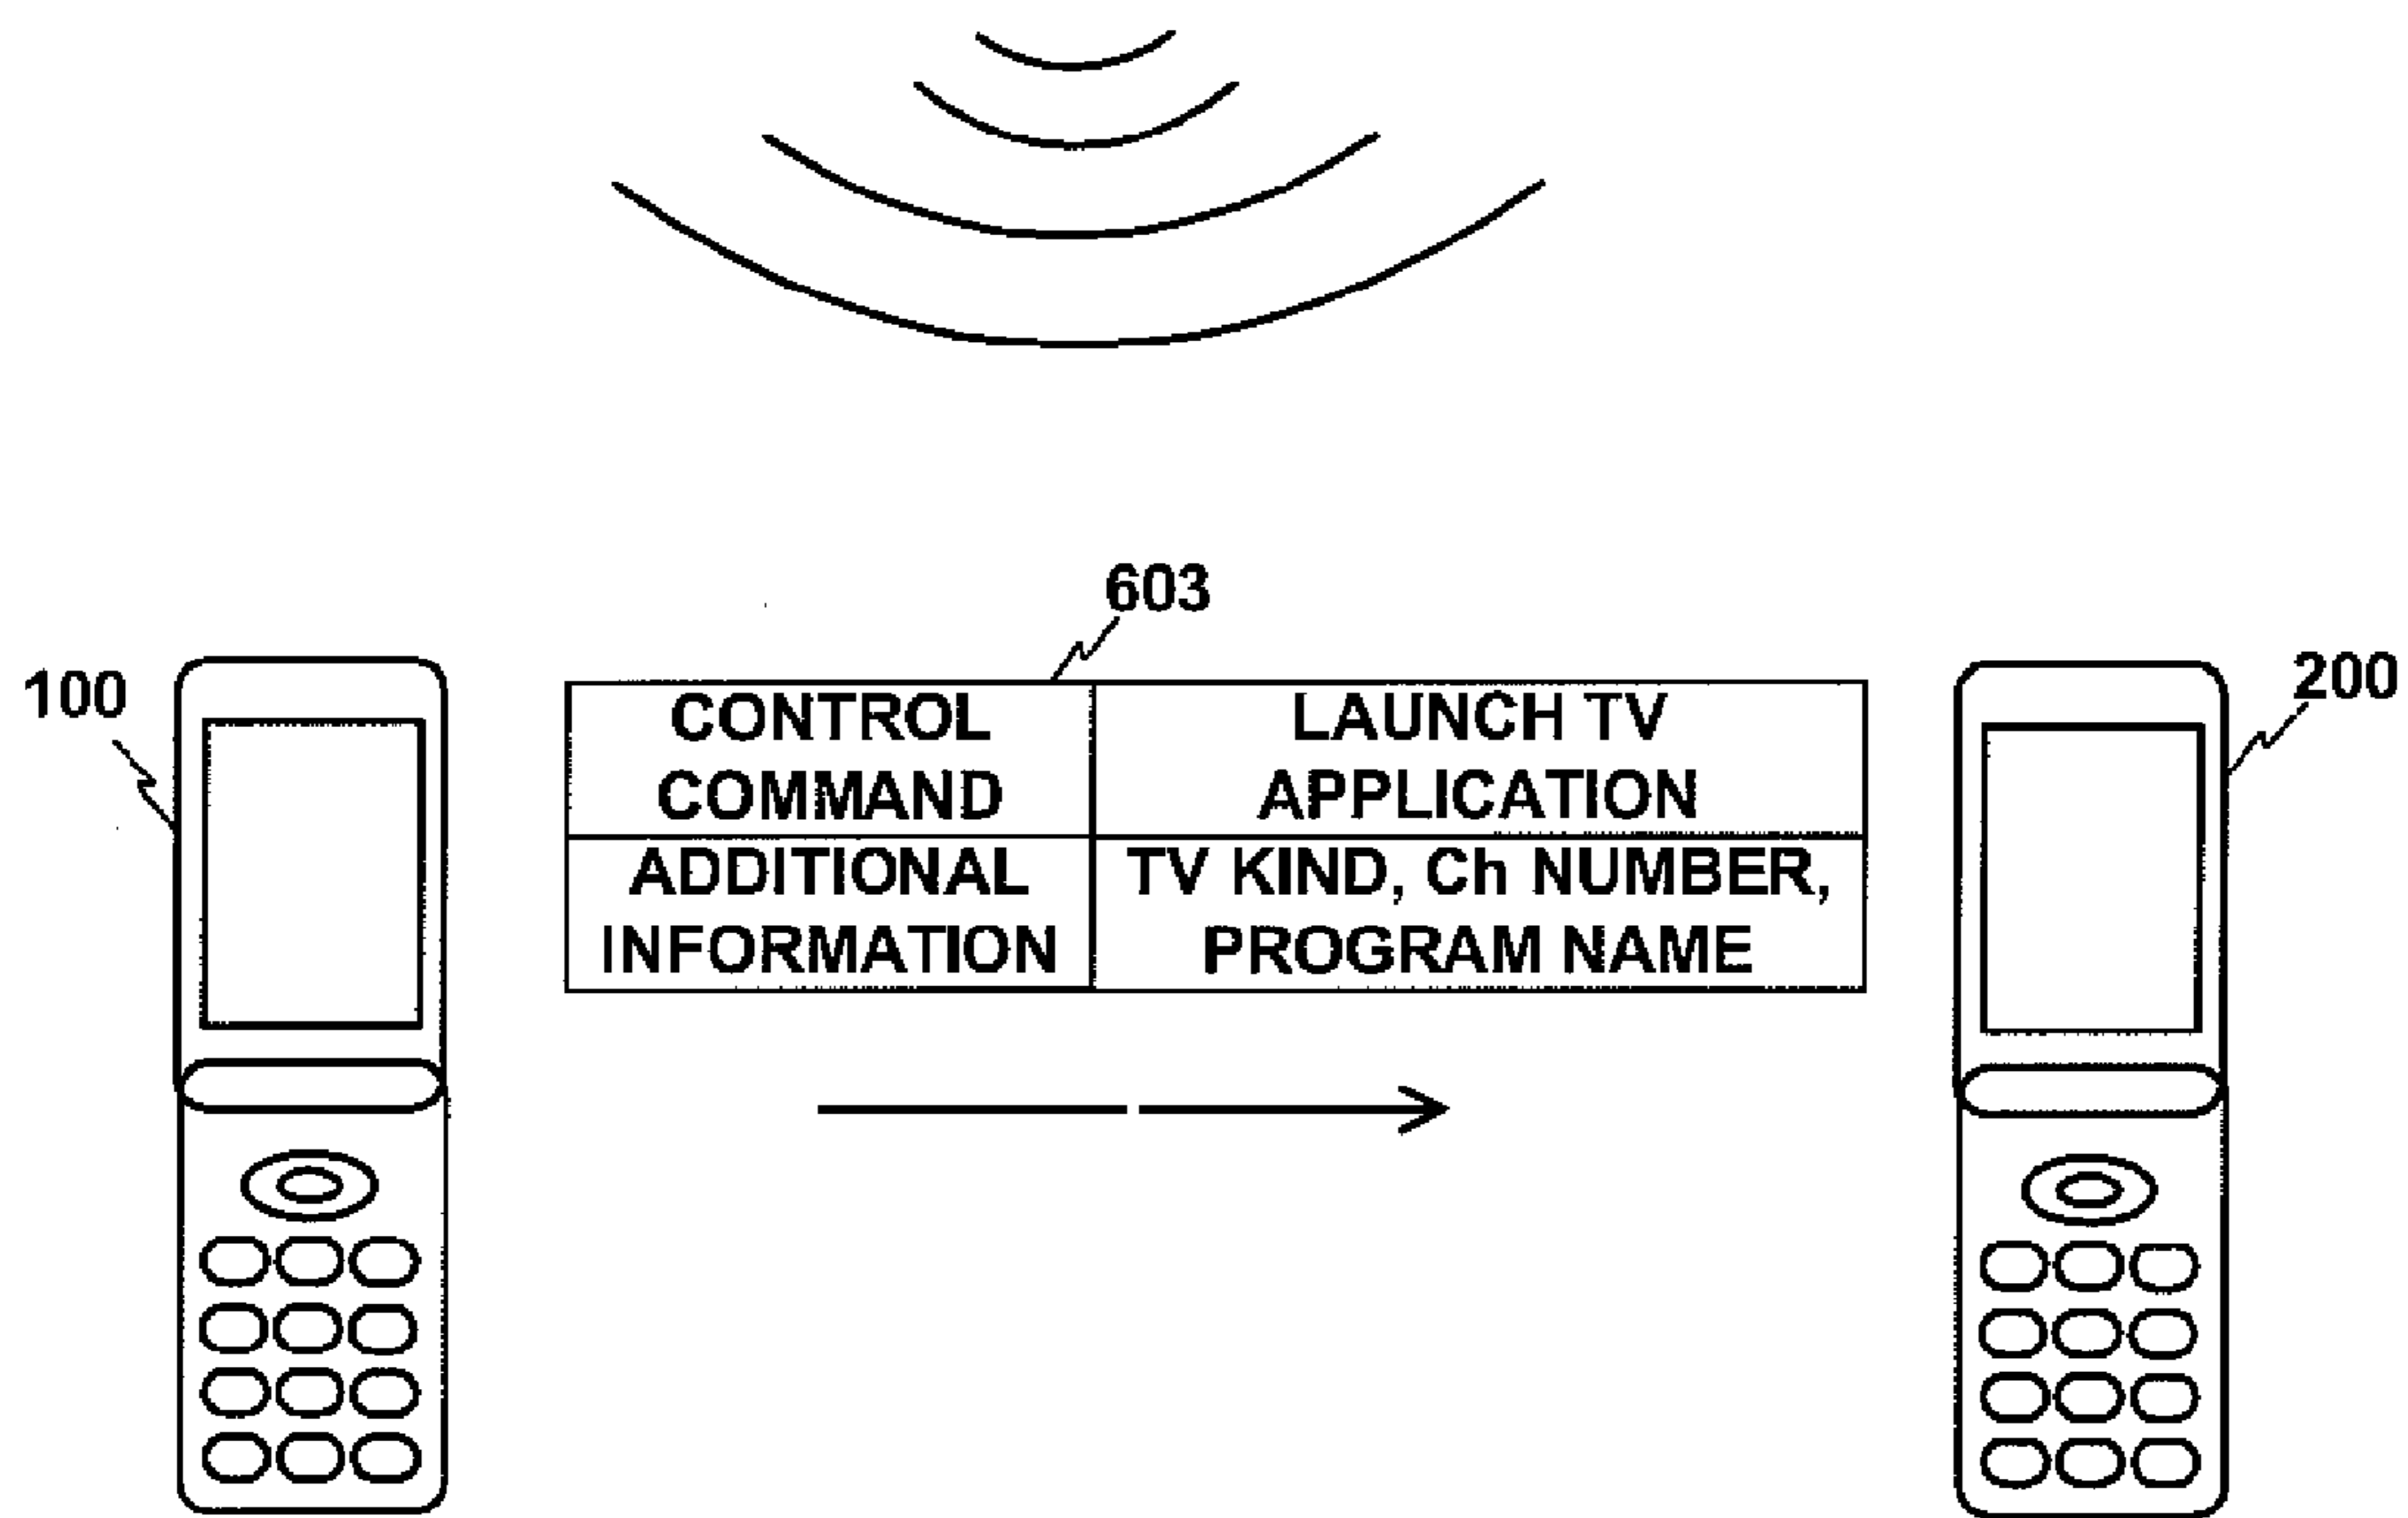 603
100
200
CONTROL
COMMAND
LAUNCH TV
APPLICATION
ADDITIONAL
INFORMATION
TV KIND, Ch NUMBER,
PROGRAM NAME